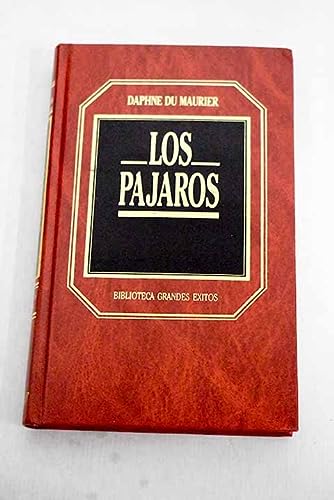 DAPHNE DU MAURIER
LOS
PAJAROS
BIBLIOTECA GRANDES EXITOS